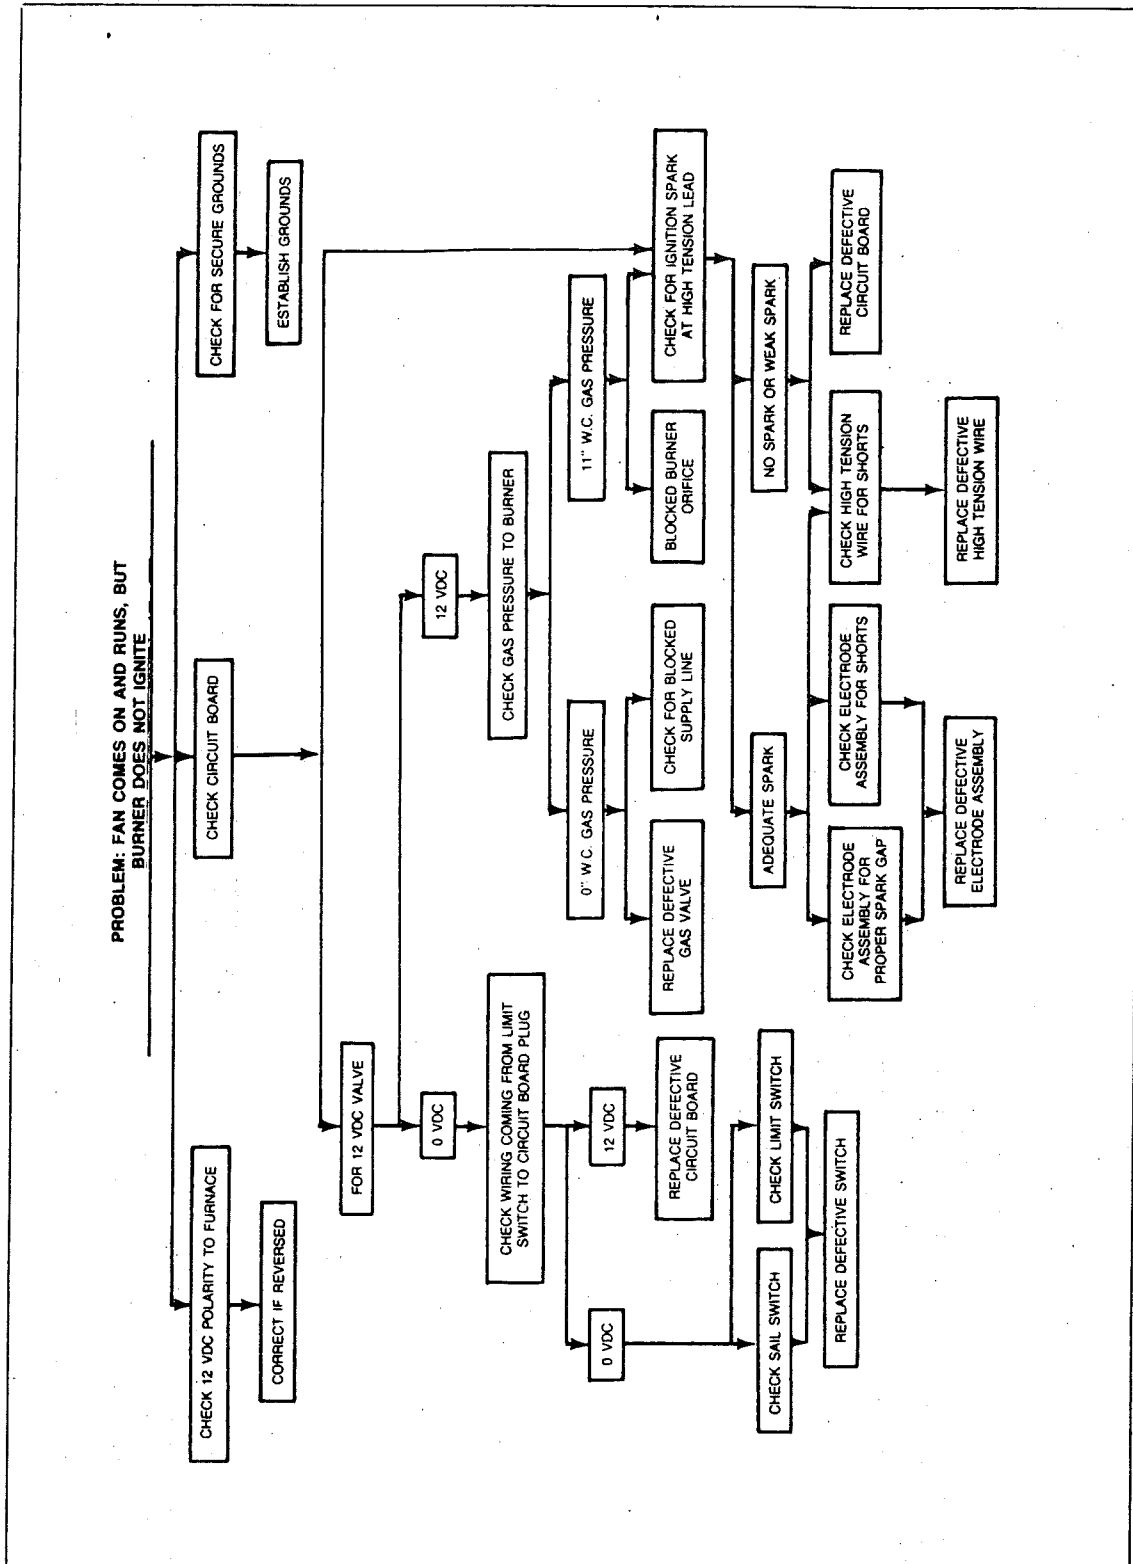 PROBLEM: FAN COMES ON AND RUNS, BUT
BURNER DOES NOT IGNITE
CHECK 12 VDC POLARITY TO FURNACE
CHECK CIRCUIT BOARD
CHECK FOR SECURE GROUNDS
CORRECT IF REVERSED
ESTABLISH GROUNDS
FOR 12 VDC VALVE
0 VDC
12 VDC
CHECK WIRING COMING FROM LIMIT
SWITCH TO CIRCUIT BOARD PLUG
CHECK GAS PRESSURE TO BURNER
0 VDC
12 VDC
0" W.C. GAS PRESSURE
11" W.C. GAS PRESSURE
REPLACE DEFECTIVE
CIRCUIT BOARD
REPLACE DEFECTIVE
GAS VALVE
CHECK FOR BLOCKED
SUPPLY LINE
BLOCKED BURNER
ORIFICE
CHECK FOR IGNITION SPARK
AT HIGH TENSION LEAD
CHECK SAIL SWITCH
CHECK LIMIT SWITCH
ADEQUATE SPARK
NO SPARK OR WEAK SPARK
REPLACE DEFECTIVE SWITCH
CHECK ELECTRODE
ASSEMBLY FOR
PROPER SPARK GAP
CHECK ELECTRODE
ASSEMBLY FOR SHORTS
CHECK HIGH TENSION
WIRE FOR SHORTS
REPLACE DEFECTIVE
CIRCUIT BOARD
REPLACE DEFECTIVE
ELECTRODE ASSEMBLY
REPLACE DEFECTIVE
HIGH TENSION WIRE